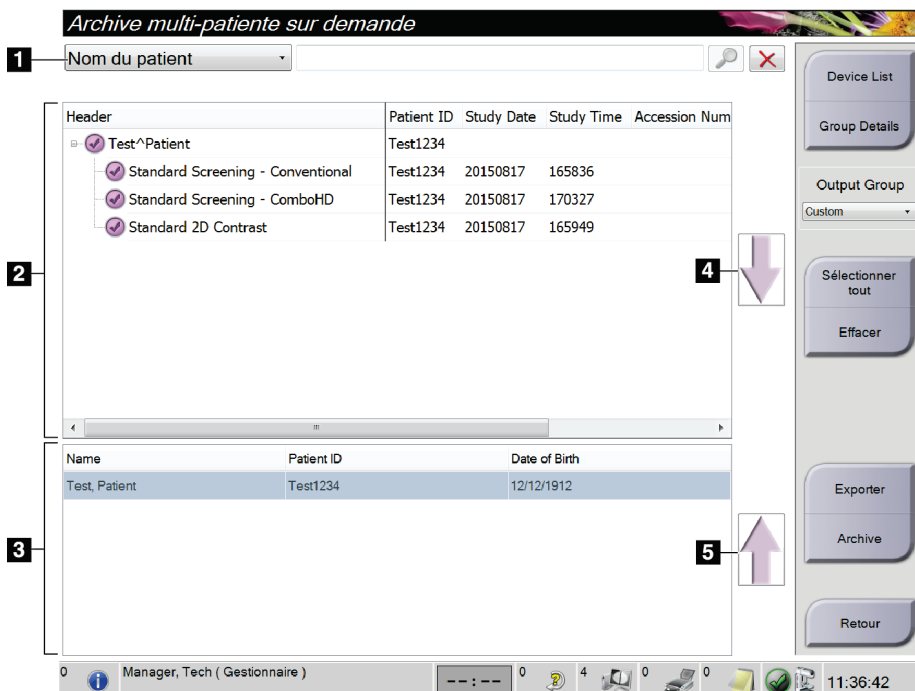 Archive multi-patiente sur demande
1
Nom du patient
Device List
Group Details
Output Group
Custom
Sélectionner tout
Effacer
Exporter
Archive
Retour
2
Header Patient ID Study Date Study Time Accession Num
Test^Patient Test1234
Standard Screening - Conventional Test1234 20150817 165836
Standard Screening - ComboHD Test1234 20150817 170327
Standard 2D Contrast Test1234 20150817 165949
4
3
Name Patient ID Date of Birth
Test, Patient Test1234 12/12/1912
5
0 Manager, Tech ( Gestionnaire ) --:-- 0 4 0 0 11:36:42